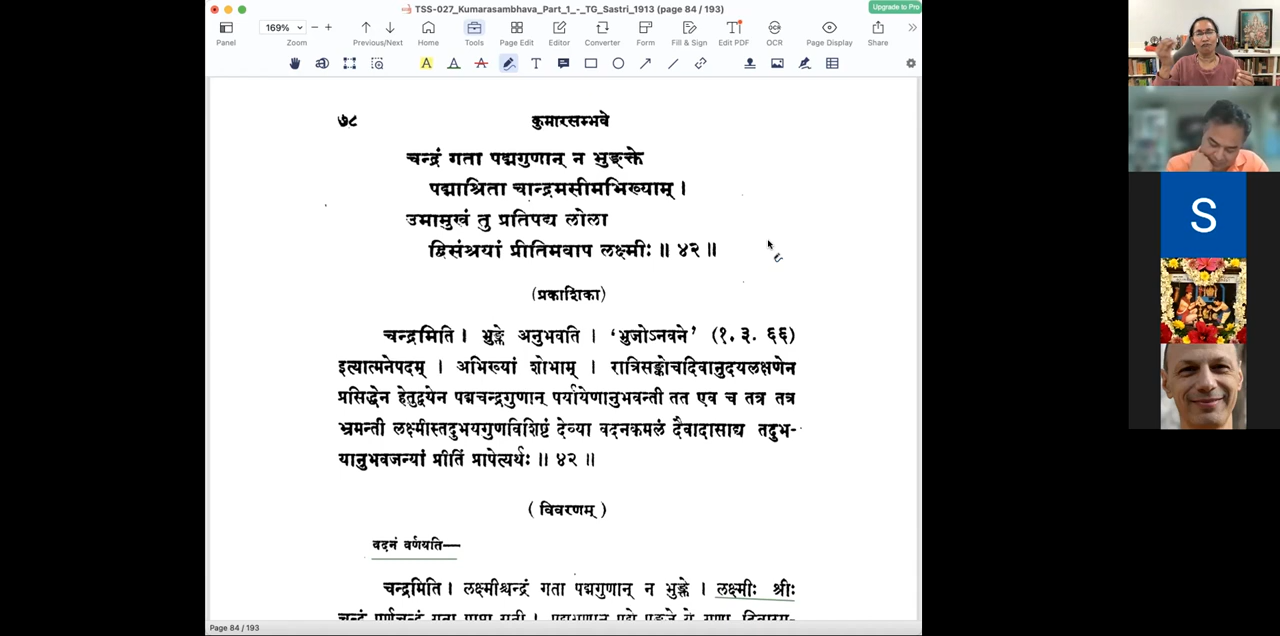 TSS-027_Kumarasambhava_Part_1_-_TG_Sastri_1913 (page 84 / 193)
Upgrade to Pro
169%
Panel Zoom Previous/Next Home Tools Page Edit Editor Converter Form Fill & Sign Edit PDF OCR Page Display Share
७८ कुमारसम्भवे
चन्द्रं गता पद्मगुणान् न भुङ्क्ते
पद्माश्रिता चान्द्रमसीमभिख्याम् ।
उमामुखं तु प्रतिपद्य लोला
द्विसंश्रयां प्रीतिमवाप लक्ष्मीः ॥ ४२ ॥
(प्रकाशिका)
चन्द्रमिति । भुङ्के अनुभवति । ‘भुजोऽनवने’ (१. ३. ६६)
इत्यात्मनेपदम् । अभिख्यां शोभाम् । रात्रिसङ्कोचदिवानुदयलक्षणेन
प्रसिद्धेन हेतुद्वयेन पद्मचन्द्रगुणान् पर्यायेणानुभवन्ती तत एव च तत्र तत्र
भ्रमन्ती लक्ष्मीस्तदुभयगुणविशिष्टं देव्या वदनकमलं दैवादासाद्य तदुभ-
यानुभवजन्यां प्रीतिं प्रापेत्यर्थः ॥ ४२ ॥
( विवरणम् )
वदनं वर्णयति—
चन्द्रमिति । लक्ष्मीश्चन्द्रं गता पद्मगुणान् न भुङ्के । लक्ष्मीः श्रीः
Page 84 / 193
S